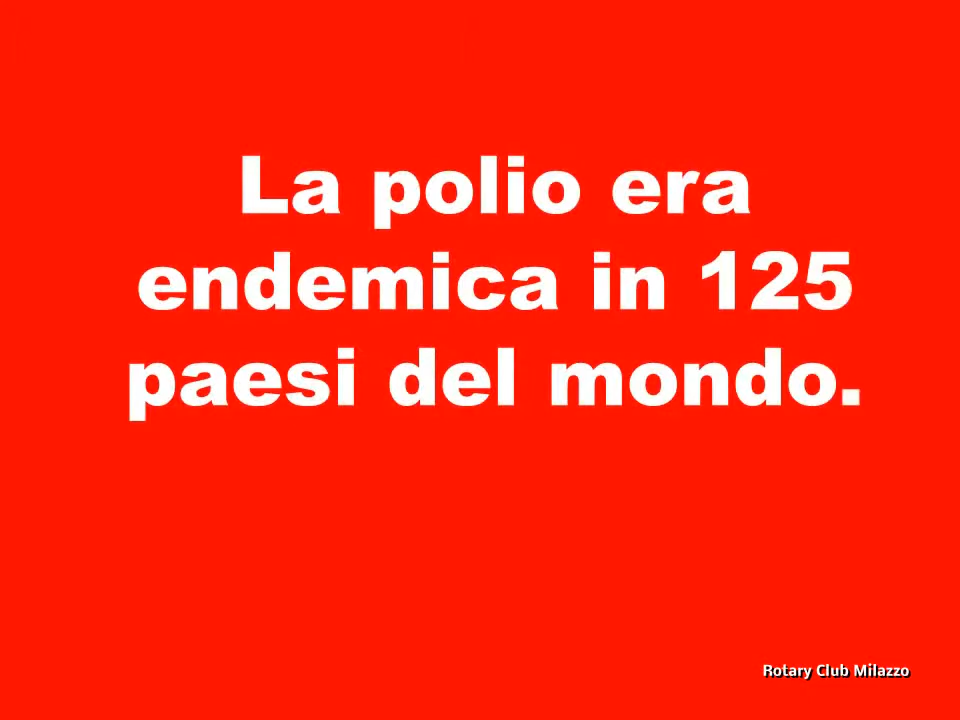 La polio era
endemica in 125
paesi del mondo.
Rotary Club Milazzo